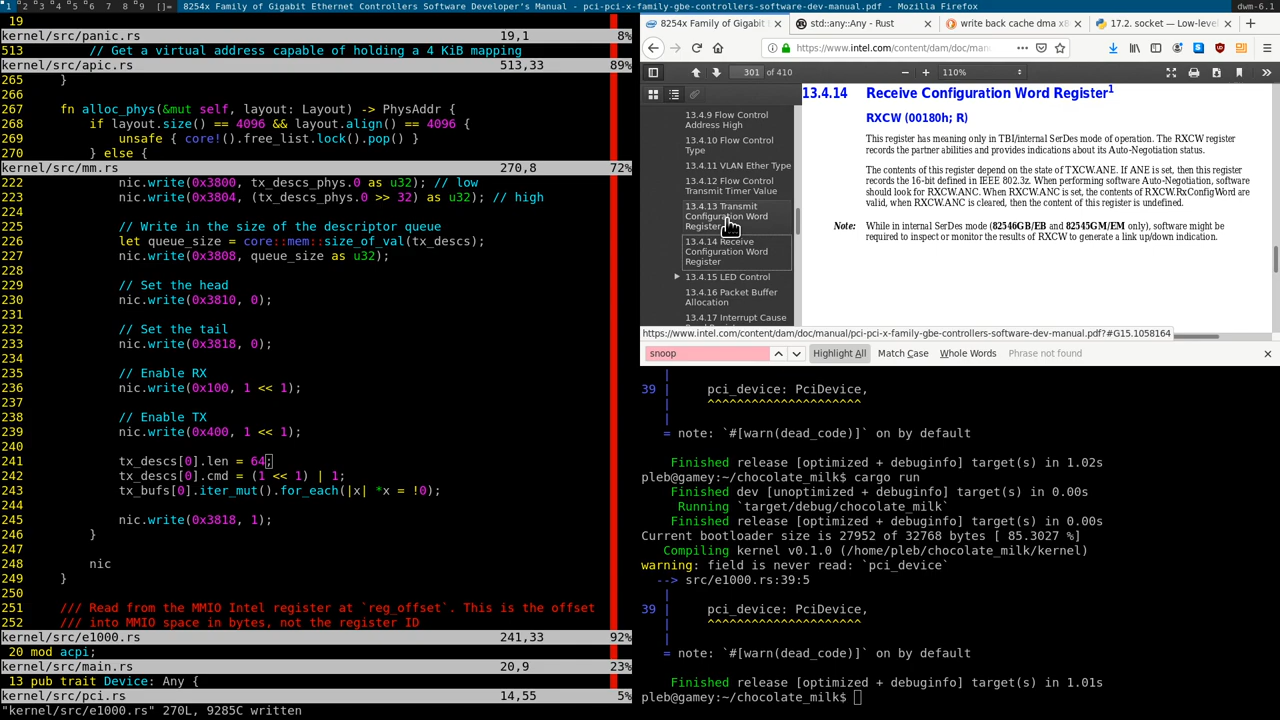 1 2 3 4 5 6 7 8 9 []= 8254x Family of Gigabit Ethernet Controllers Software Developer's Manual - pci-pci-x-family-gbe-controllers-software-dev-manual.pdf - Mozilla Firefox dwm-6.1
19
kernel/src/panic.rs 19,1 8%
513 // Get a virtual address capable of holding a 4 KiB mapping
kernel/src/apic.rs 513,33 89%
265 }
266
267 fn alloc_phys(&mut self, layout: Layout) -> PhysAddr {
268 if layout.size() == 4096 && layout.align() == 4096 {
269 unsafe { core!().free_list.lock().pop() }
270 } else {
kernel/src/mm.rs 270,8 72%
222 nic.write(0x3800, tx_descs_phys.0 as u32); // low
223 nic.write(0x3804, (tx_descs_phys.0 >> 32) as u32); // high
224
225 // Write in the size of the descriptor queue
226 let queue_size = core::mem::size_of_val(tx_descs);
227 nic.write(0x3808, queue_size as u32);
228
229 // Set the head
230 nic.write(0x3810, 0);
231
232 // Set the tail
233 nic.write(0x3818, 0);
234
235 // Enable RX
236 nic.write(0x100, 1 << 1);
237
238 // Enable TX
239 nic.write(0x400, 1 << 1);
240
241 tx_descs[0].len = 64;
242 tx_descs[0].cmd = (1 << 1) | 1;
243 tx_bufs[0].iter_mut().for_each(|x| *x = !0);
244
245 nic.write(0x3818, 1);
246 }
247
248 nic
249 }
250
251 /// Read from the MMIO Intel register at `reg_offset`. This is the offset
252 /// into MMIO space in bytes, not the register ID
kernel/src/e1000.rs 241,33 92%
20 mod acpi;
kernel/src/main.rs 20,9 23%
13 pub trait Device: Any {
kernel/src/pci.rs 14,55 5%
"kernel/src/e1000.rs" 270L, 9285C written
8254x Family of Gigabit
std::any::Any - Rust
write back cache dma x8
17.2. socket — Low-level
https://www.intel.com/content/dam/doc/man
301 of 410
110%
13.4.9 Flow Control
Address High
13.4.10 Flow Control
Type
13.4.11 VLAN Ether Type
13.4.12 Flow Control
Transmit Timer Value
13.4.13 Transmit
Configuration Word
Register
13.4.14 Receive
Configuration Word
Register
13.4.15 LED Control
13.4.16 Packet Buffer
Allocation
13.4.17 Interrupt Cause
13.4.14 Receive Configuration Word Register1
RXCW (00180h; R)
This register has meaning only in TBI/internal SerDes mode of operation. The RXCW register
records the partner abilities and provides indications about its Auto-Negotiation status.
The contents of this register depend on the state of TXCW.ANE. If ANE is set, then this register
records the 16-bit defined in IEEE 802.3z. When performing software Auto-Negotiation, software
should look for RXCW.ANC. When RXCW.ANC is set, the contents of RXCW.RxConfigWord are
valid, when RXCW.ANC is cleared, then the content of this register is undefined.
Note: While in internal SerDes mode (82546GB/EB and 82545GM/EM only), software might be
required to inspect or monitor the results of RXCW to generate a link up/down indication.
https://www.intel.com/content/dam/doc/manual/pci-pci-x-family-gbe-controllers-software-dev-manual.pdf?#G15.1058164
snoop Highlight All Match Case Whole Words Phrase not found
|
39 | pci_device: PciDevice,
| ^^^^^^^^^^^^^^^^^^^^^
|
= note: `#[warn(dead_code)]` on by default
Finished release [optimized + debuginfo] target(s) in 1.02s
pleb@gamey:~/chocolate_milk$ cargo run
Finished dev [unoptimized + debuginfo] target(s) in 0.00s
Running `target/debug/chocolate_milk`
Finished release [optimized + debuginfo] target(s) in 0.00s
Current bootloader size is 27952 of 32768 bytes [ 85.3027 %]
Compiling kernel v0.1.0 (/home/pleb/chocolate_milk/kernel)
warning: field is never read: `pci_device`
--> src/e1000.rs:39:5
|
39 | pci_device: PciDevice,
| ^^^^^^^^^^^^^^^^^^^^^
|
= note: `#[warn(dead_code)]` on by default
Finished release [optimized + debuginfo] target(s) in 1.01s
pleb@gamey:~/chocolate_milk$